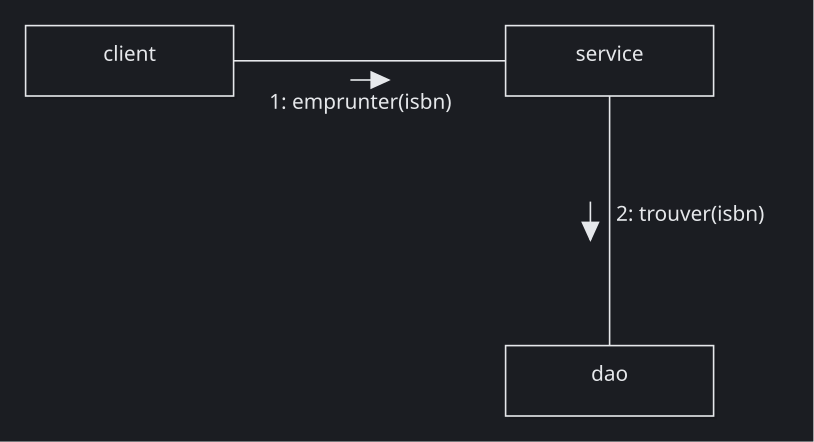 client
service
1: emprunter(isbn)
2: trouver(isbn)
dao